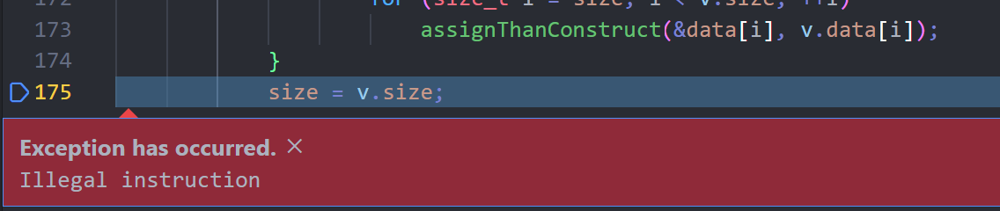 172 for (size_t i = size; i < v.size; ++i)
173 assignThanConstruct(&data[i], v.data[i]);
174 }
175 size = v.size;
Exception has occurred. ×
Illegal instruction